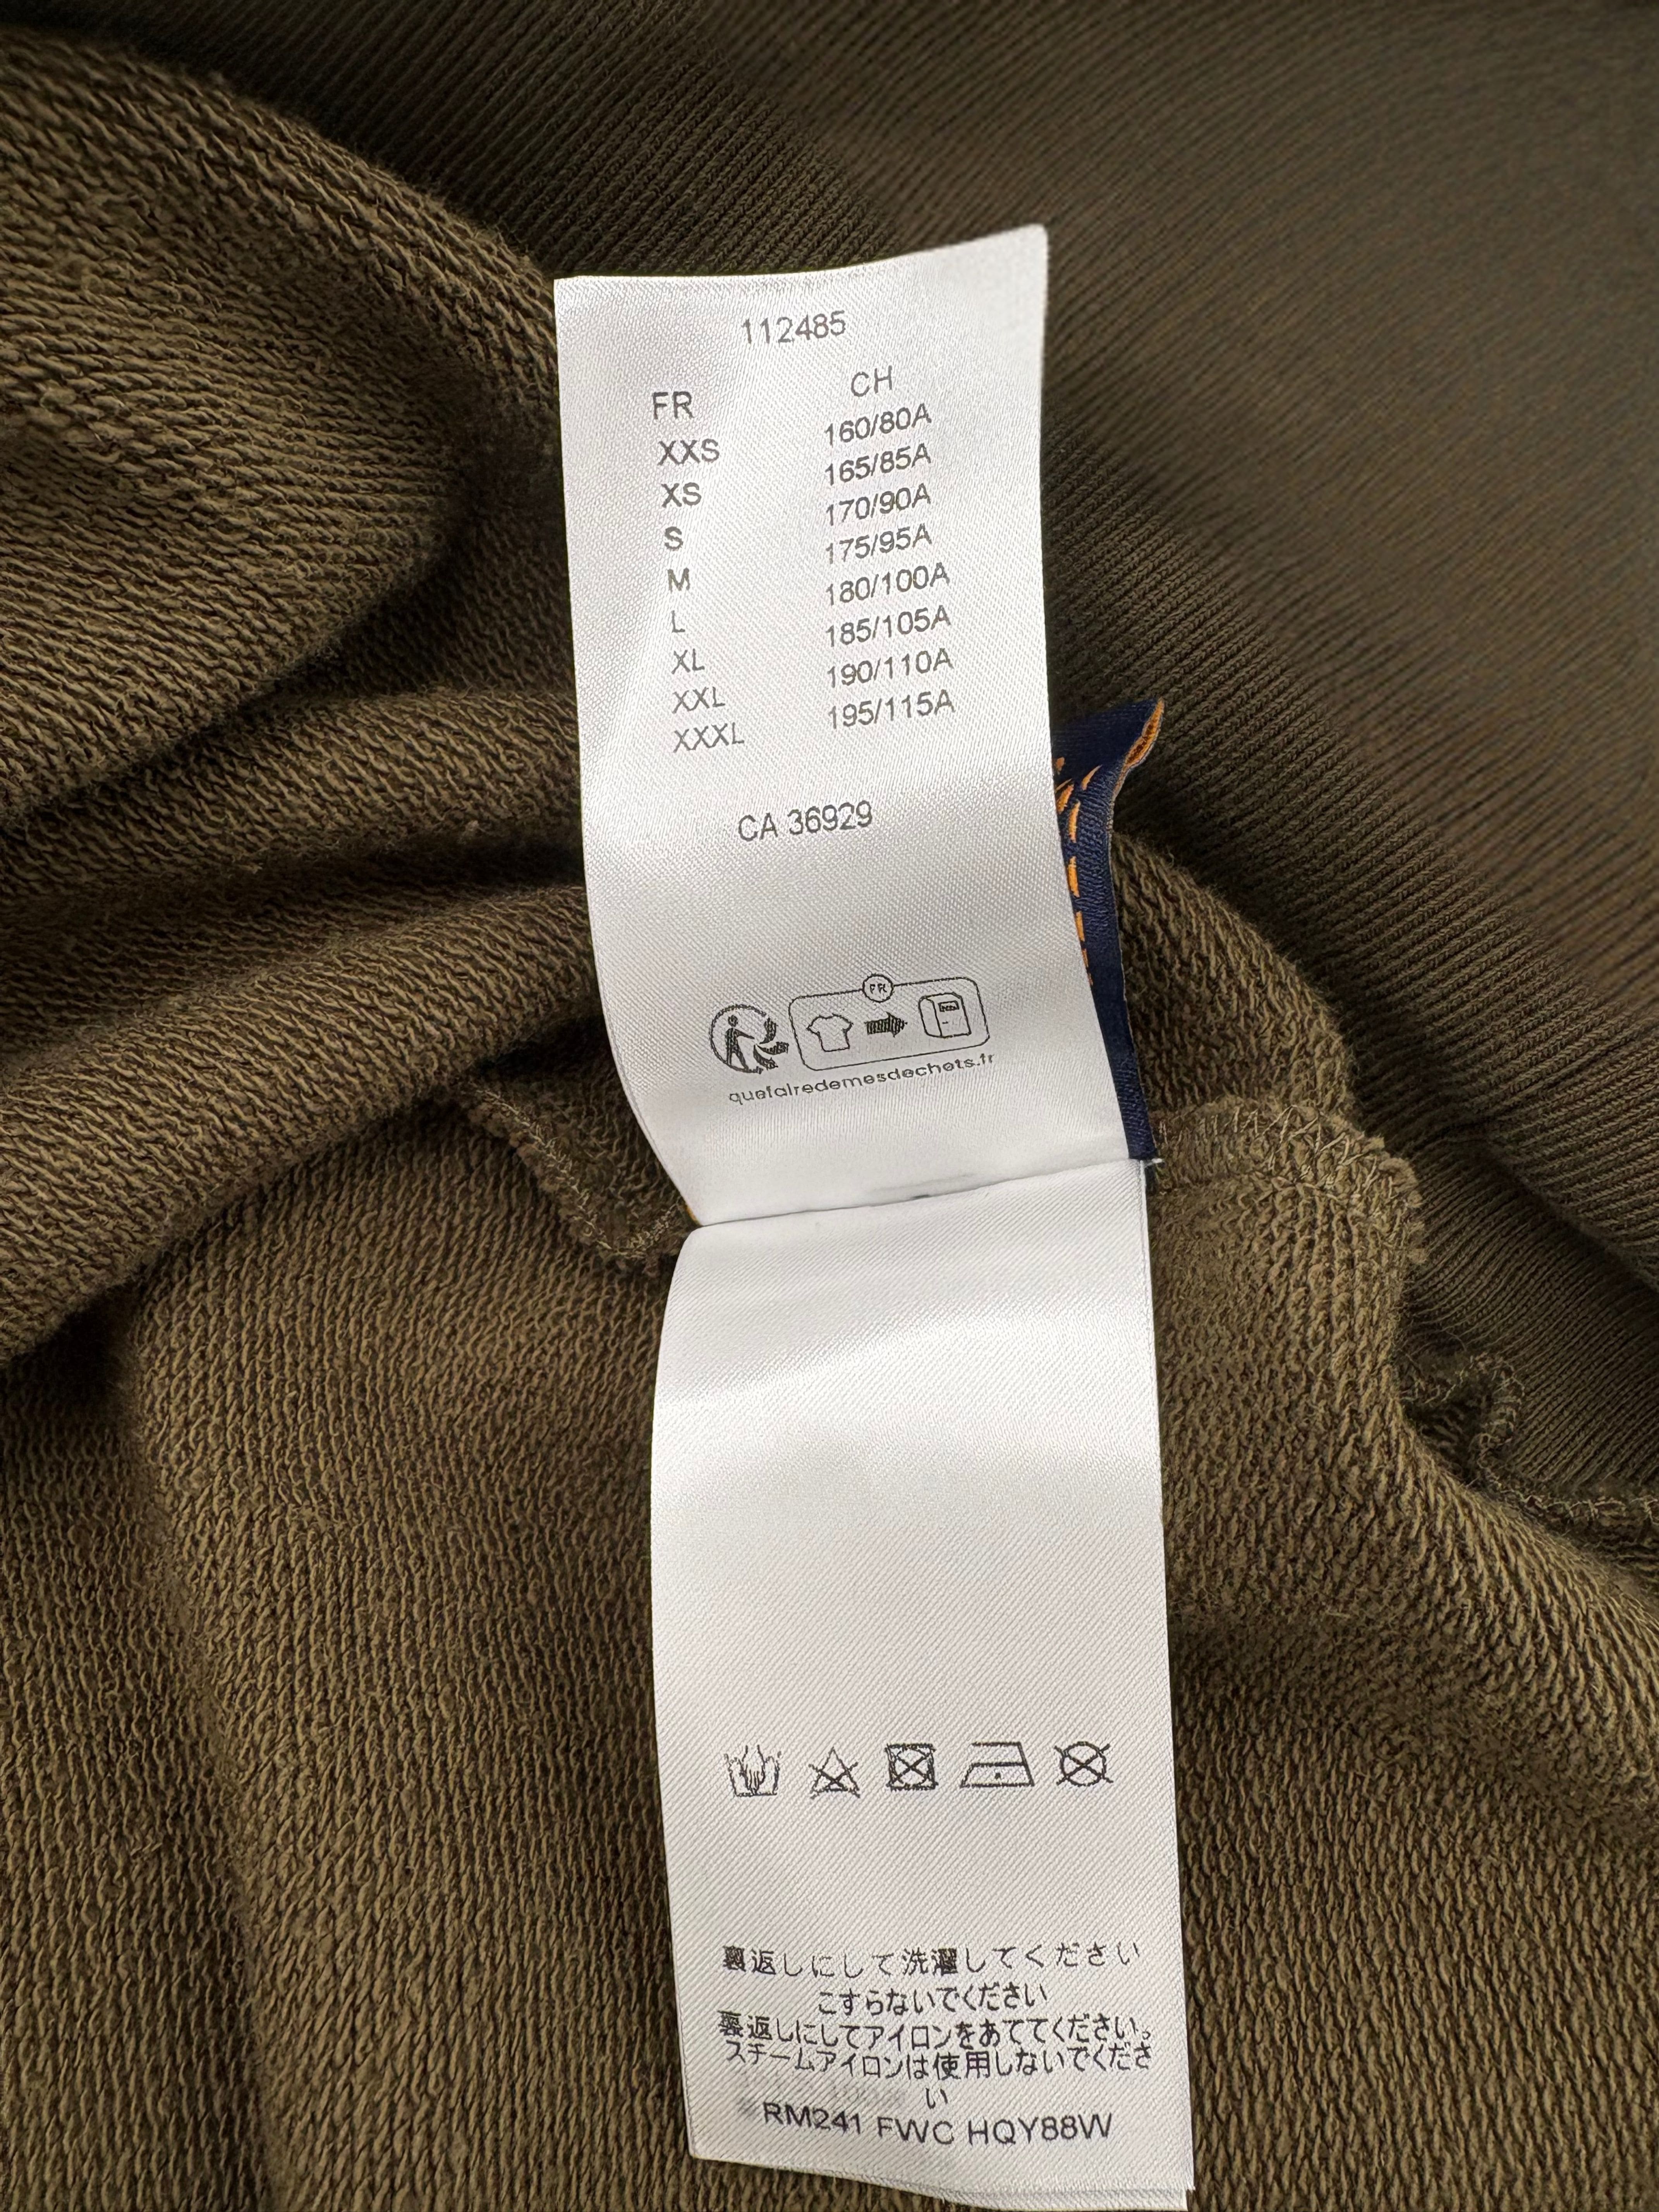 112485
FR CH
XXS 160/80A
XS 165/85A
S 170/90A
M 175/95A
L 180/100A
XL 185/105A
XXL 190/110A
XXXL 195/115A
CA 36929
FR
quefairedemesdechets.fr
裏返しにして洗濯してください
こすらないでください
裏返しにしてアイロンをあててください。
スチームアイロンは使用しないでくださ
い
RM241 FWC HQY88W